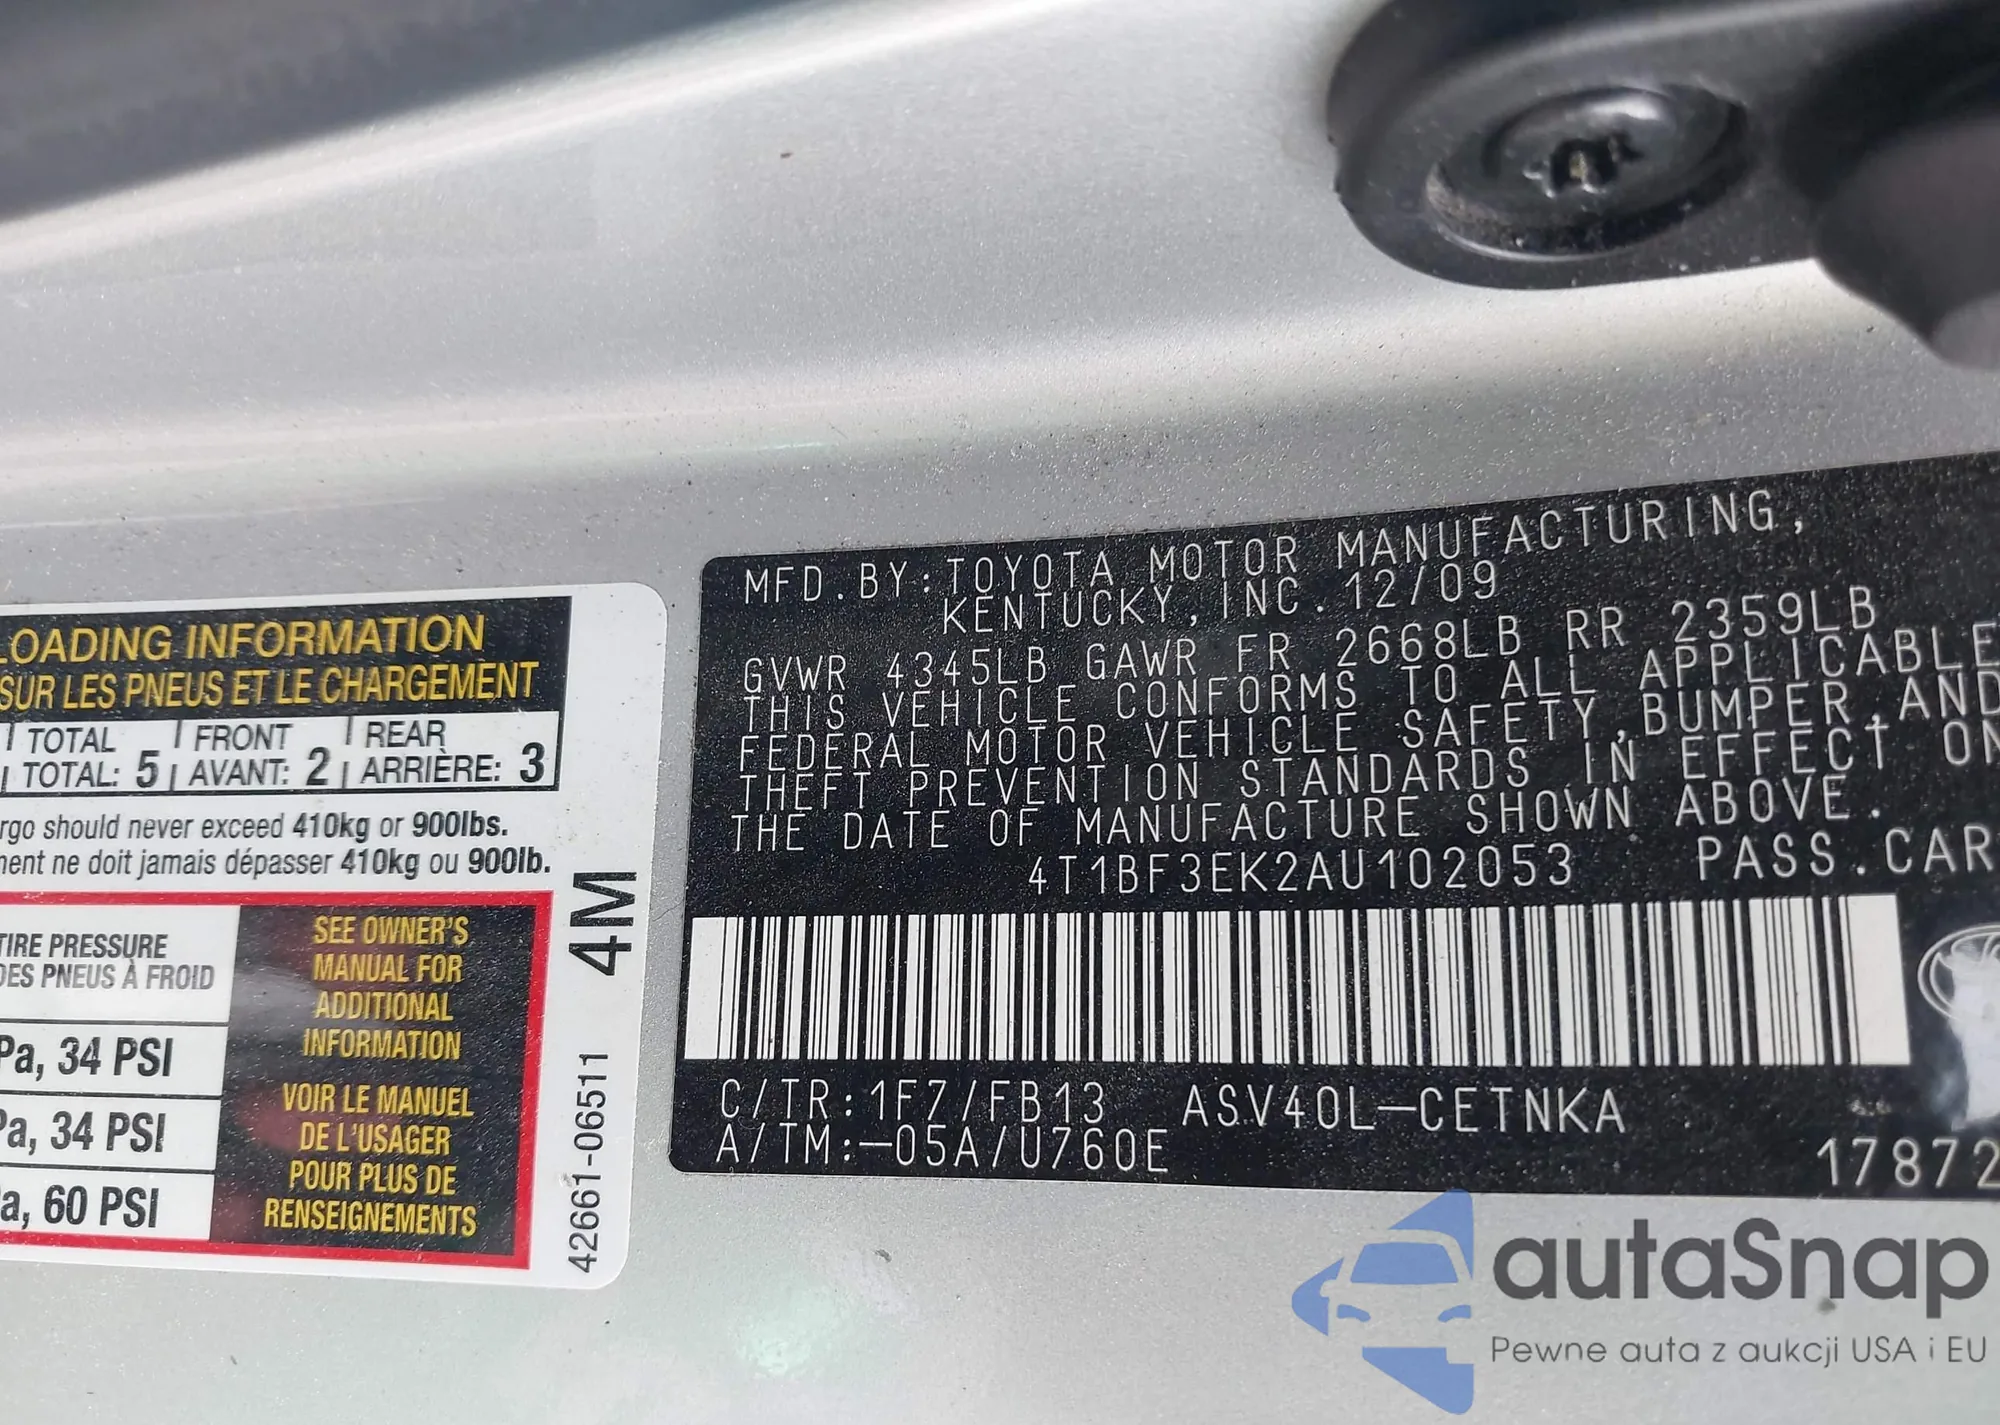 LOADING INFORMATION
SUR LES PNEUS ET LE CHARGEMENT
TOTAL FRONT REAR
TOTAL: 5 AVANT: 2 ARRIÈRE: 3
rgo should never exceed 410kg or 900lbs.
ment ne doit jamais dépasser 410kg ou 900lb.
TIRE PRESSURE
DES PNEUS À FROID
Pa, 34 PSI
Pa, 34 PSI
a, 60 PSI
SEE OWNER'S
MANUAL FOR
ADDITIONAL
INFORMATION
VOIR LE MANUEL
DE L'USAGER
POUR PLUS DE
RENSEIGNEMENTS
4M
42661-06511
MFD.BY:TOYOTA MOTOR MANUFACTURING,
KENTUCKY,INC.12/09
GVWR 4345LB GAWR FR 2668LB RR 2359LB
THIS VEHICLE CONFORMS TO ALL APPLICABLE
FEDERAL MOTOR VEHICLE SAFETY,BUMPER,AND
THEFT PREVENTION STANDARDS IN EFFECT ON
THE DATE OF MANUFACTURE SHOWN ABOVE.
4T1BF3EK2AU102053 PASS.CAR
C/TR:1F7/FB13 ASV40L-CETNKA
A/TM:-05A/U760E
17872
autaSnap
Pewne auta z aukcji USA i EU